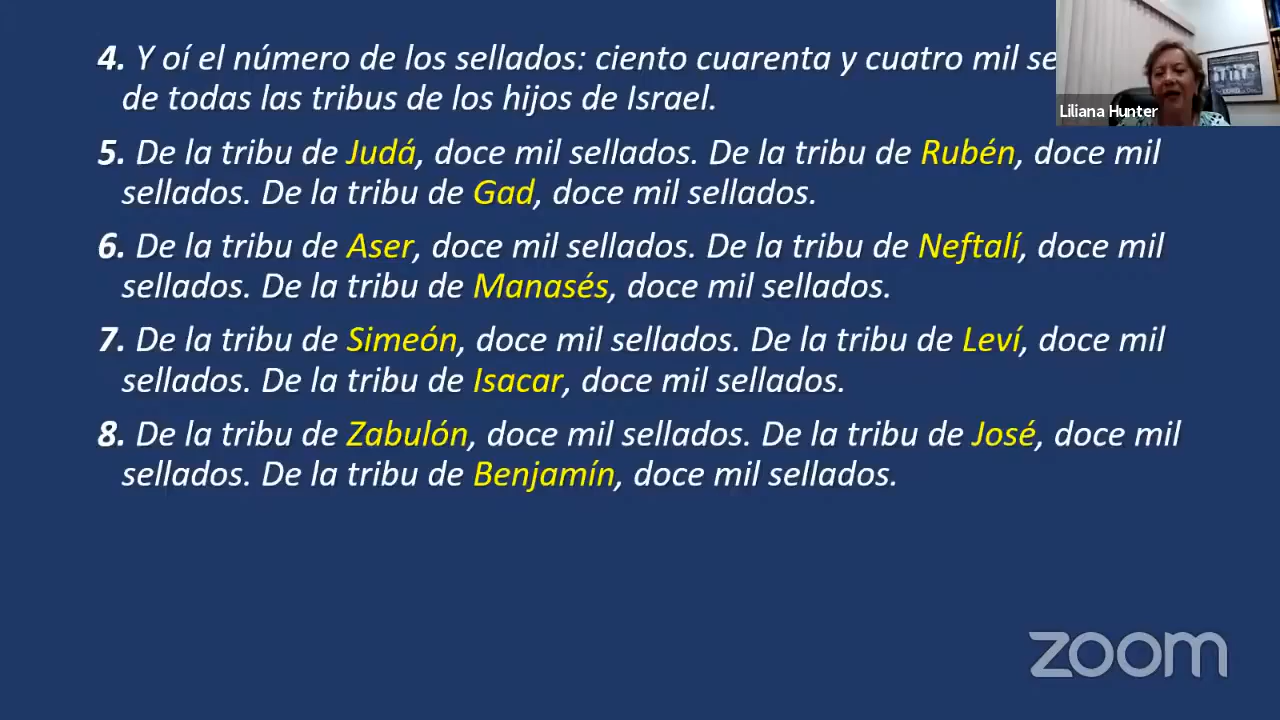 4. Y oí el número de los sellados: ciento cuarenta y cuatro mil
de todas las tribus de los hijos de Israel.
Liliana Hunter
5. De la tribu de Judá, doce mil sellados. De la tribu de Rubén, doce mil
sellados. De la tribu de Gad, doce mil sellados.
6. De la tribu de Aser, doce mil sellados. De la tribu de Neftalí, doce mil
sellados. De la tribu de Manasés, doce mil sellados.
7. De la tribu de Simeón, doce mil sellados. De la tribu de Leví, doce mil
sellados. De la tribu de Isacar, doce mil sellados.
8. De la tribu de Zabulón, doce mil sellados. De la tribu de José, doce mil
sellados. De la tribu de Benjamín, doce mil sellados.
zoom